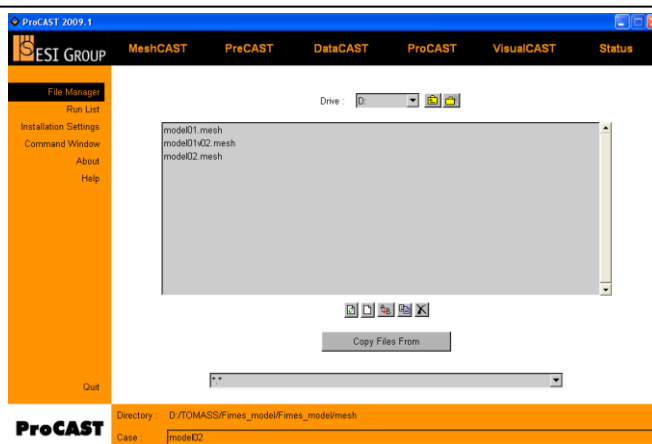 ProCAST 2009.1
ESI GROUP
MeshCAST PreCAST DataCAST ProCAST VisualCAST Status
File Manager
Run List
Installation Settings
Command Window
About
Help
Drive : D:
model01.mesh
model01v02.mesh
model02.mesh
Copy Files From
*.*
Quit
ProCAST
Directory : D:/TOMASS/Fimes_model/Fimes_model/mesh
Case : model02